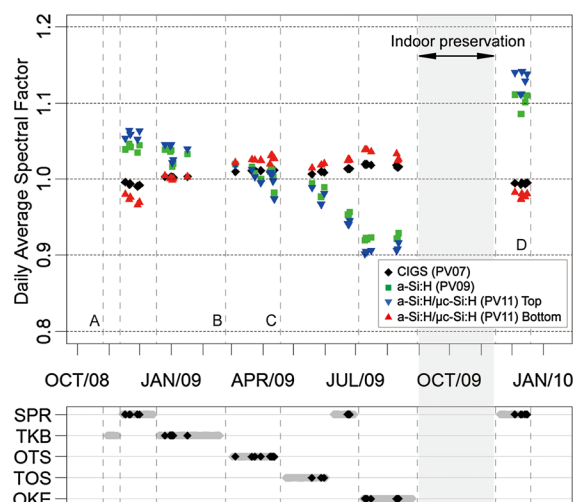 1.2
Indoor preservation
1.1
1.0
0.9
0.8
Daily Average Spectral Factor
D
CIGS (PV07)
a-Si:H (PV09)
a-Si:H/μc-Si:H (PV11) Top
a-Si:H/μc-Si:H (PV11) Bottom
A B C
OCT/08 JAN/09 APR/09 JUL/09 OCT/09 JAN/10
SPR
TKB
OTS
TOS
OKF